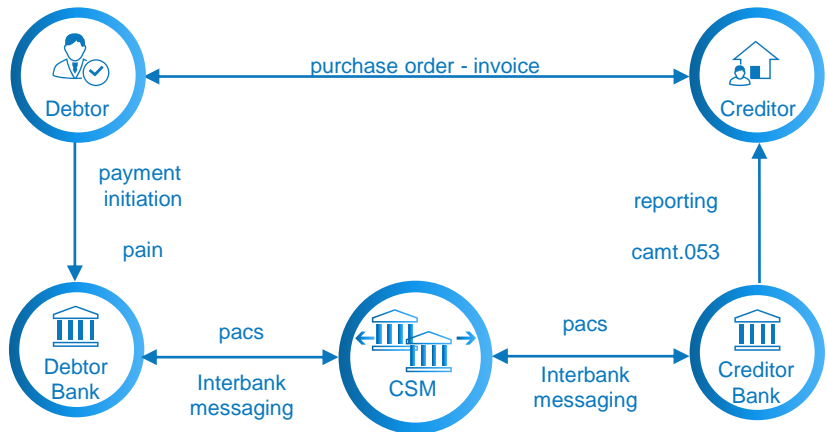 Debtor
purchase order - invoice
Creditor
payment
initiation
pain
reporting
camt.053
Debtor
Bank
pacs
Interbank
messaging
CSM
pacs
Interbank
messaging
Creditor
Bank